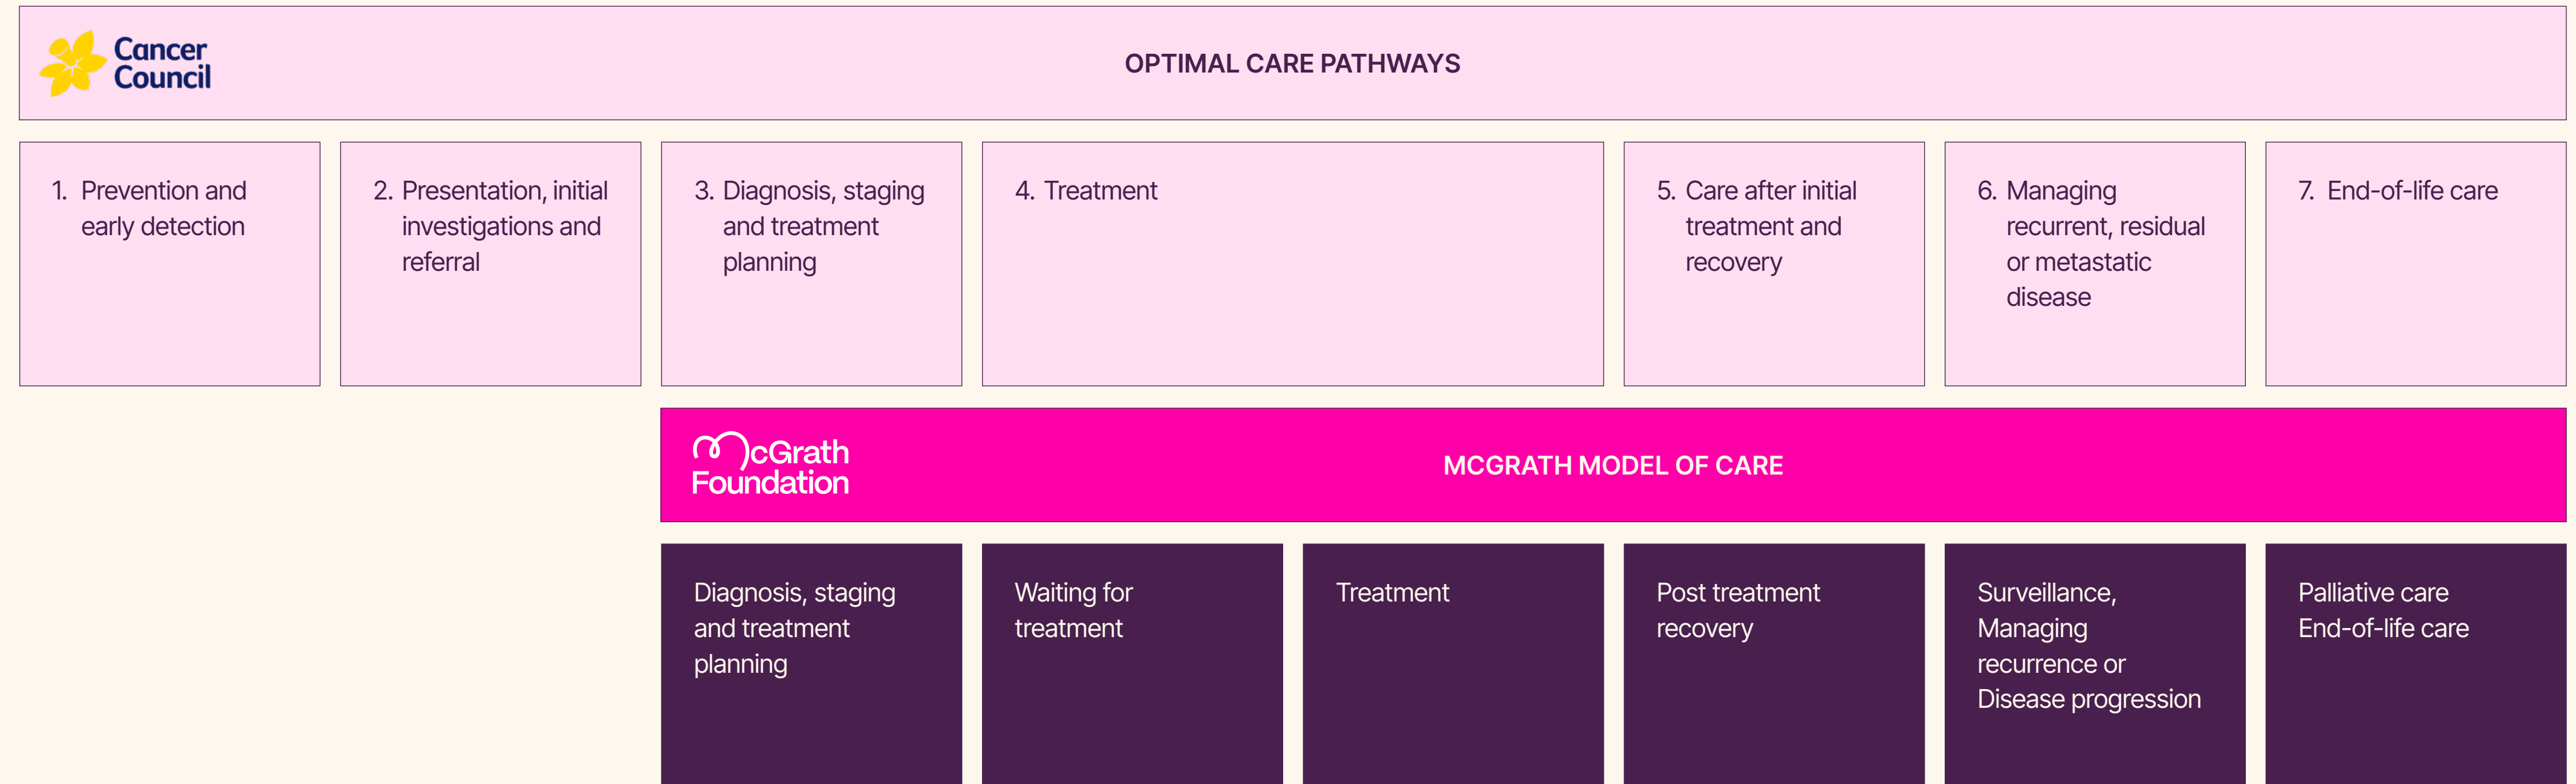 Cancer
Council
OPTIMAL CARE PATHWAYS
1. Prevention and
early detection
2. Presentation, initial
investigations and
referral
3. Diagnosis, staging
and treatment
planning
4. Treatment
5. Care after initial
treatment and
recovery
6. Managing
recurrent, residual
or metastatic
disease
7. End-of-life care
McGrath
Foundation
MCGRATH MODEL OF CARE
Diagnosis, staging
and treatment
planning
Waiting for
treatment
Treatment
Post treatment
recovery
Surveillance,
Managing
recurrence or
Disease progression
Palliative care
End-of-life care